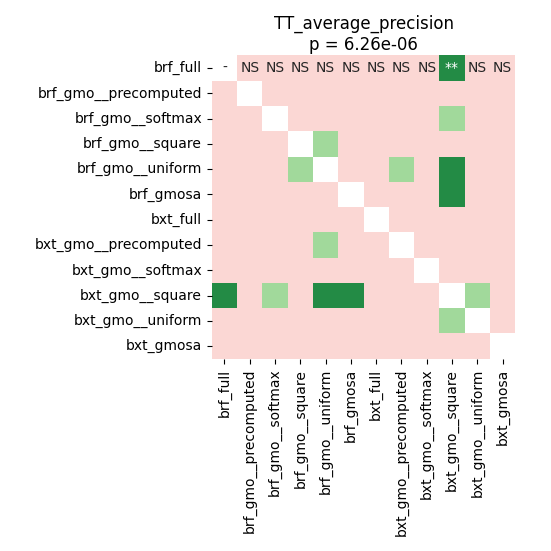 TT_average_precision
p = 6.26e-06
brf_full
- NS NS NS NS NS NS NS NS ** NS NS
brf_gmo__precomputed
brf_gmo__softmax
brf_gmo__square
brf_gmo__uniform
brf_gmosa
bxt_full
bxt_gmo__precomputed
bxt_gmo__softmax
bxt_gmo__square
bxt_gmo__uniform
bxt_gmosa
brf_full
brf_gmo__precomputed
brf_gmo__softmax
brf_gmo__square
brf_gmo__uniform
brf_gmosa
bxt_full
bxt_gmo__precomputed
bxt_gmo__softmax
bxt_gmo__square
bxt_gmo__uniform
bxt_gmosa